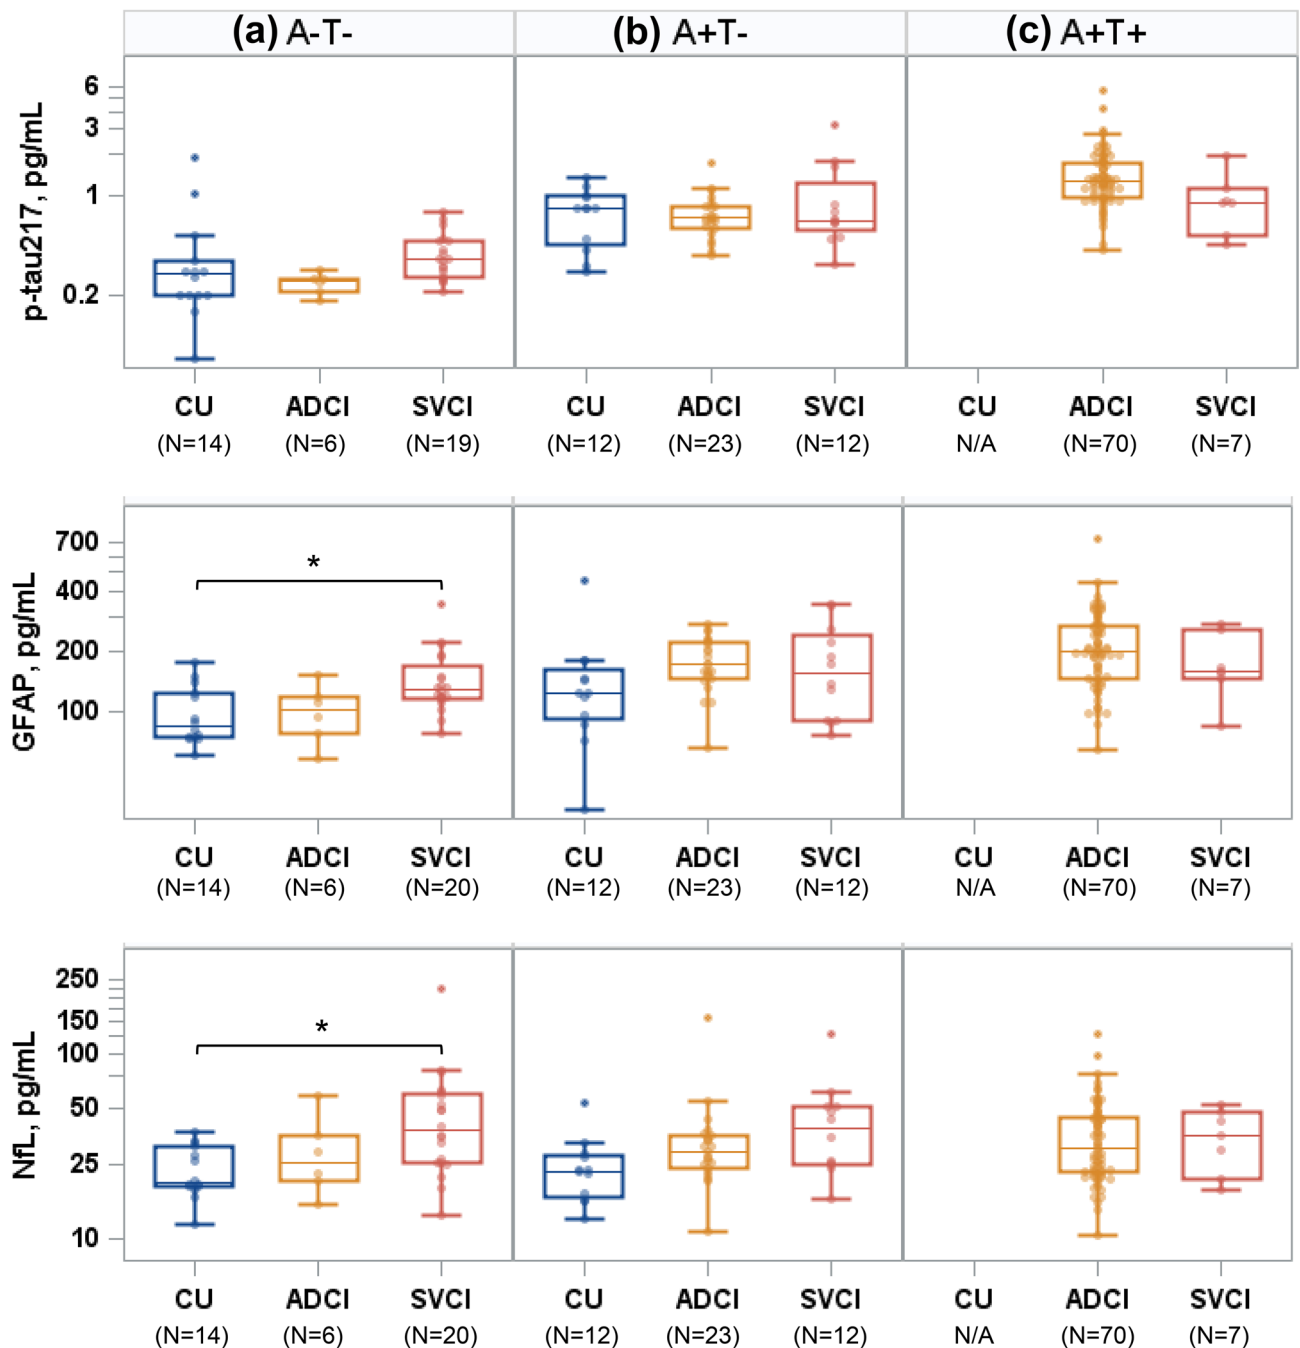 (a) A-T- (b) A+T- (c) A+T+
p-tau217, pg/mL
6
3
1
0.2
CU ADCI SVCI CU ADCI SVCI CU ADCI SVCI
(N=14) (N=6) (N=19) (N=12) (N=23) (N=12) N/A (N=70) (N=7)
GFAP, pg/mL
700
400
200
100
*
CU ADCI SVCI CU ADCI SVCI CU ADCI SVCI
(N=14) (N=6) (N=20) (N=12) (N=23) (N=12) N/A (N=70) (N=7)
NfL, pg/mL
250
150
100
50
25
10
*
CU ADCI SVCI CU ADCI SVCI CU ADCI SVCI
(N=14) (N=6) (N=20) (N=12) (N=23) (N=12) N/A (N=70) (N=7)